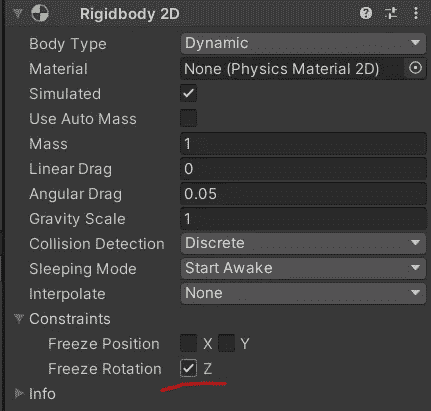 Rigidbody 2D
Body Type Dynamic
Material None (Physics Material 2D)
Simulated
Use Auto Mass
Mass 1
Linear Drag 0
Angular Drag 0.05
Gravity Scale 1
Collision Detection Discrete
Sleeping Mode Start Awake
Interpolate None
Constraints
Freeze Position X Y
Freeze Rotation Z
Info